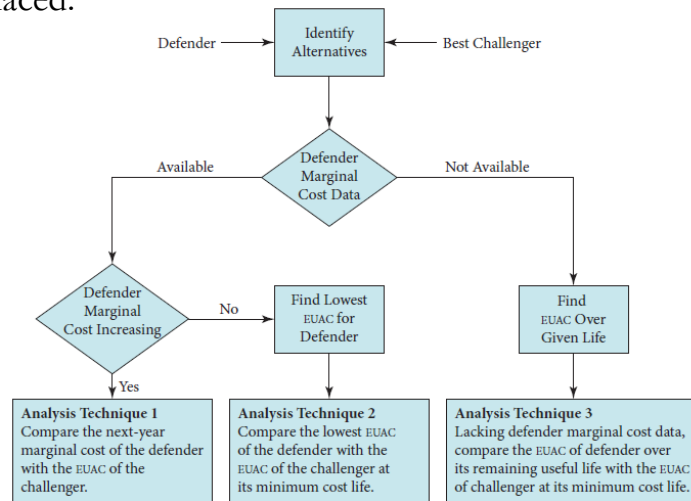 Defender
Identify
Alternatives
Best Challenger
Defender
Marginal
Cost Data
Available
Not Available
Defender
Marginal
Cost Increasing
No
Find Lowest
EUAC for
Defender
Find
EUAC Over
Given Life
Yes
Analysis Technique 1
Compare the next-year
marginal cost of the defender
with the EUAC of the
challenger.
Analysis Technique 2
Compare the lowest EUAC
of the defender with the
EUAC of the challenger at
its minimum cost life.
Analysis Technique 3
Lacking defender marginal cost data,
compare the EUAC of defender over
its remaining useful life with the EUAC
of challenger at its minimum cost life.